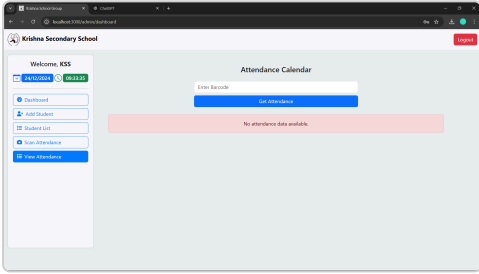 Krishna School Group
ChatGPT
localhost:3000/admin/dashboard
Krishna Secondary School
Logout
Welcome, KSS
24/12/2024
09:33:35
Dashboard
Add Student
Student List
Scan Attendance
View Attendance
Attendance Calendar
Enter Barcode
Get Attendance
No attendance data available.